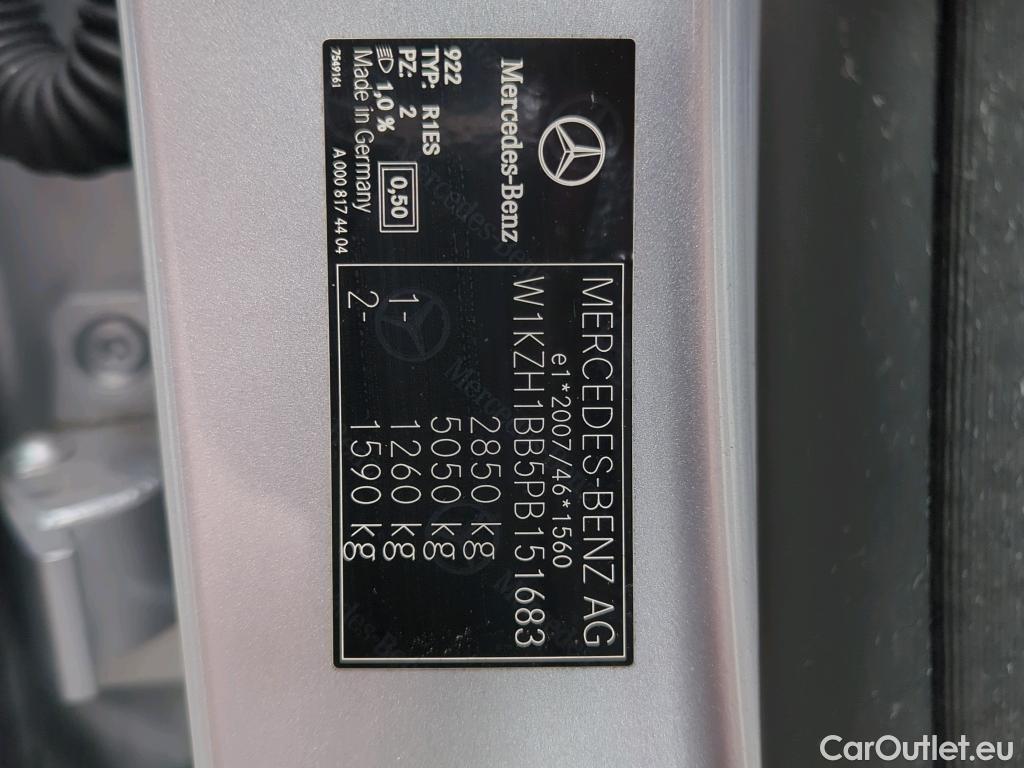 Mercedes-Benz
922
TYP: R1ES
PZ: 2
1,0 %
0,50
Made in Germany
7549161
A 000 817 44 04
MERCEDES-BENZ AG
e1*2007/46*1560
W1KZH1BB5PB151683
2850 kg
5050 kg
1- 1260 kg
2- 1590 kg
CarOutlet.eu